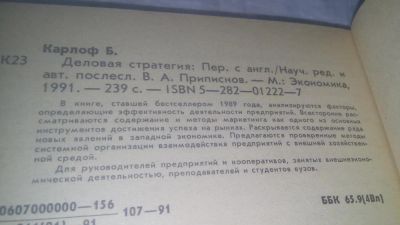 Карлоф Б.
К23 Деловая стратегия: Пер. с англ./Науч. ред. и
авт. послесл. В. А. Приписнов. — М.: Экономика,
1991. — 239 с. — ISBN 5—282—01222—7
В книге, ставшей бестселлером 1989 года, анализируются факторы,
определяющие эффективность деятельности предприятий. Всесторонне рас-
сматриваются содержание и методы маркетинга как одного из основных
инструментов достижения успеха на рынках. Раскрывается содержание ряда
новых явлений в западной экономике. Предлагаются проверенные методы
системной организации взаимодействия предприятий с внешней хозяйствен-
ной средой.
Для руководителей предприятий и кооперативов, занятых внешнеэконо-
мической деятельностью, преподавателей и студентов вузов.
0607000000—156
107—91
ББК 65.9(4Вл)